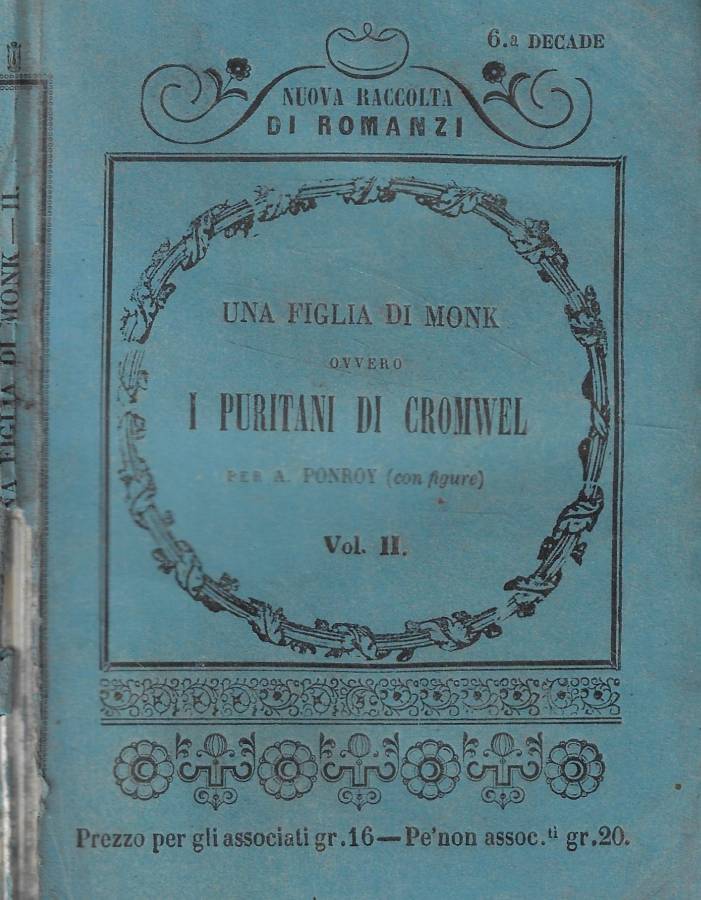 6.a DECADE
NUOVA RACCOLTA
DI ROMANZI
UNA FIGLIA DI MONK
OVVERO
I PURITANI DI CROMWEL
PER A. PONROY (con figure)
Vol. II.
Prezzo per gli associati gr.16—Pe'non assoc.ti gr.20.
FIGLIA DI MONK—II.